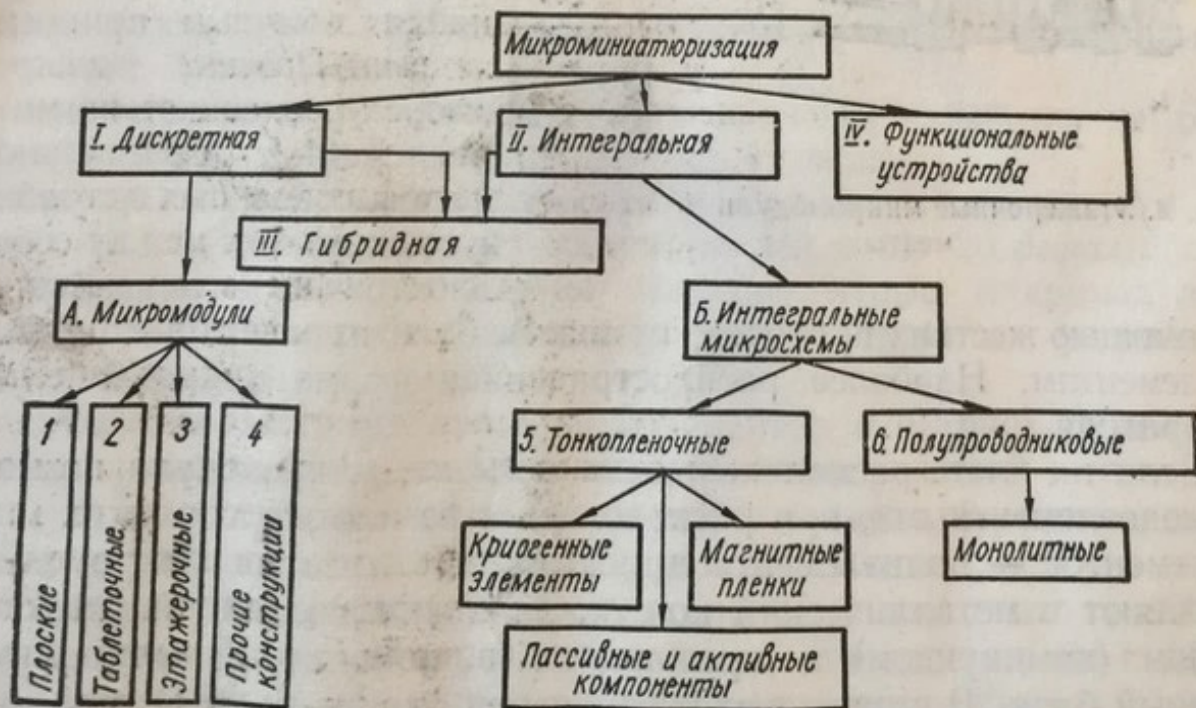 Микроминиатюризация
I. Дискретная
II. Интегральная
IV. Функциональные
устройства
III. Гибридная
А. Микромодули
Б. Интегральные
микросхемы
1
Плоские
2
Таблеточные
3
Этажерочные
4
Прочие
конструкции
5. Тонкопленочные
6. Полупроводниковые
Криогенные
элементы
Магнитные
пленки
Монолитные
Пассивные и активные
компоненты